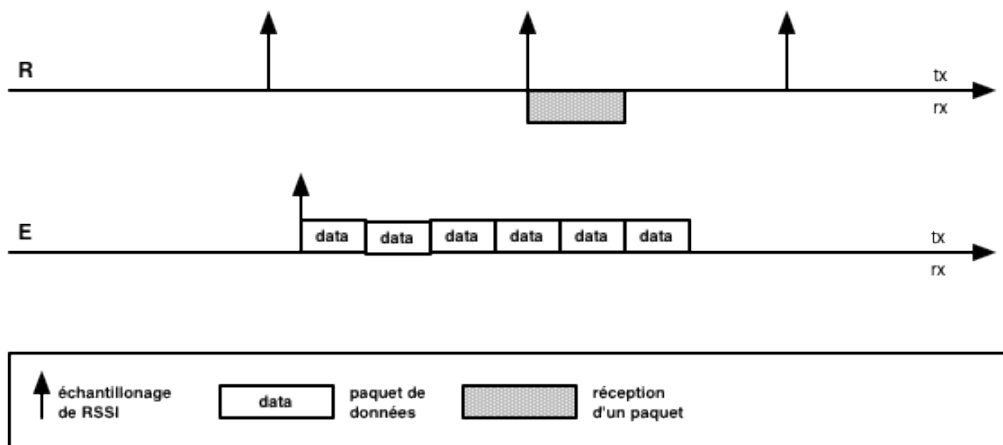 R
tx
rx
E
data data data data data data
tx
rx
échantillonage
de RSSI
data
paquet de
données
réception
d'un paquet